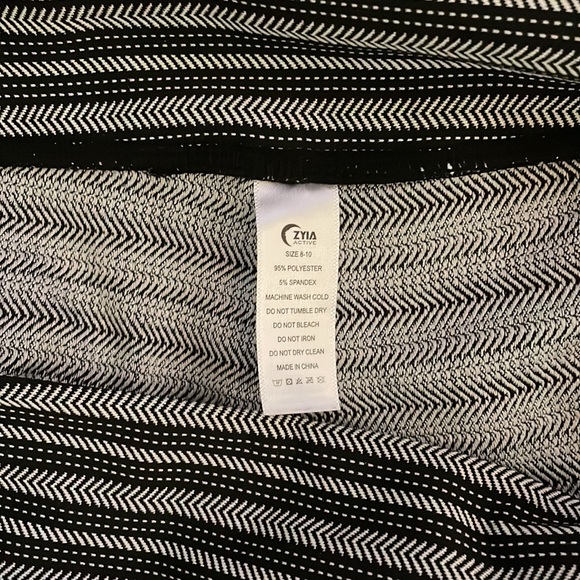 ZYIA
ACTIVE
SIZE 8-10
95% POLYESTER
5% SPANDEX
MACHINE WASH COLD
DO NOT TUMBLE DRY
DO NOT BLEACH
DO NOT IRON
DO NOT DRY CLEAN
MADE IN CHINA